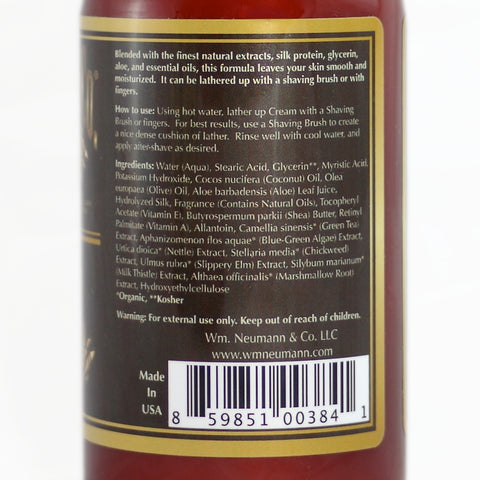 Blended with the finest natural extracts, silk protein, glycerin,
aloe, and essential oils, this formula leaves your skin smooth and
moisturized. It can be lathered up with a shaving brush or with
fingers.
How to use: Using hot water, lather up Cream with a Shaving
Brush or fingers. For best results, use a Shaving Brush to create
a nice dense cushion of lather. Rinse well with cool water, and
apply after-shave as desired.
Ingredients: Water (Aqua), Stearic Acid, Glycerin**, Myristic Acid,
Potassium Hydroxide, Cocos nucifera (Coconut) Oil, Olea
europaea (Olive) Oil, Aloe barbadensis (Aloe) Leaf Juice,
Hydrolyzed Silk, Fragrance (Contains Natural Oils), Tocopheryl
Acetate (Vitamin E), Butyrospermum parkii (Shea) Butter, Retinyl
Palmitate (Vitamin A), Allantoin, Camellia sinensis* (Green Tea)
Extract, Aphanizomenon flos aquae* (Blue-Green Algae) Extract,
Urtica dioica* (Nettle) Extract, Stellaria media* (Chickweed)
Extract, Ulmus rubra* (Slippery Elm) Extract, Silybum marianum*
(Milk Thistle) Extract, Althaea officinalis* (Marshmallow Root)
Extract, Hydroxyethylcellulose
*Organic, **Kosher
Warning: For external use only. Keep out of reach of children.
Wm. Neumann & Co. LLC
www.wmneumann.com
Made
In
USA
8 59851 00384 1